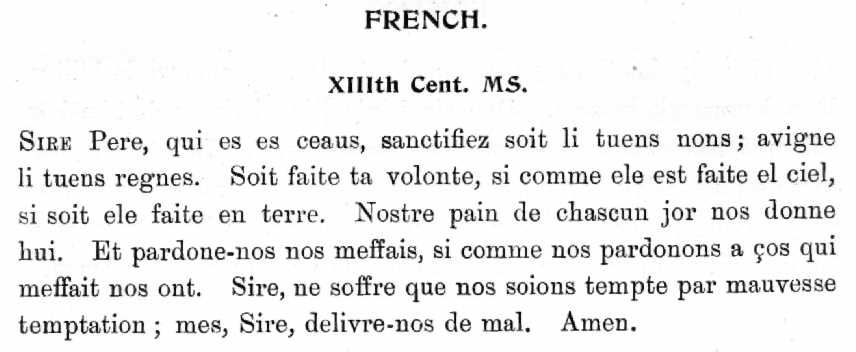 FRENCH.
XIIIth Cent. MS.
SIRE Pere, qui es es ceaus, sanctifiez soit li tuens nons; avigne
li tuens regnes. Soit faite ta volonte, si comme ele est faite el ciel,
si soit ele faite en terre. Nostre pain de chascun jor nos donne
hui. Et pardone-nos nos meffais, si comme nos pardonons a ços qui
meffait nos ont. Sire, ne soffre que nos soions tempte par mauvesse
temptation; mes, Sire, delivre-nos de mal. Amen.